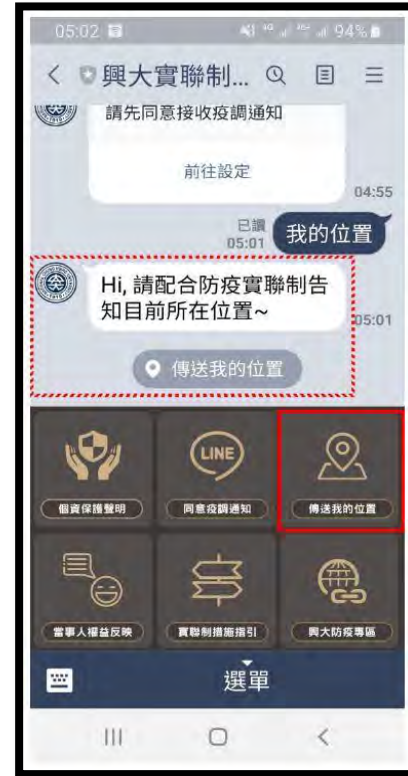 05:02 94%
興大實聯制...
請先同意接收疫調通知
前往設定
04:55
已讀
05:01
我的位置
Hi, 請配合防疫實聯制告
知目前所在位置~
05:01
傳送我的位置
LINE
個資保護聲明 同意疫調通知 傳送我的位置
當事人權益反映 實聯制措施指引 興大防疫專區
選單